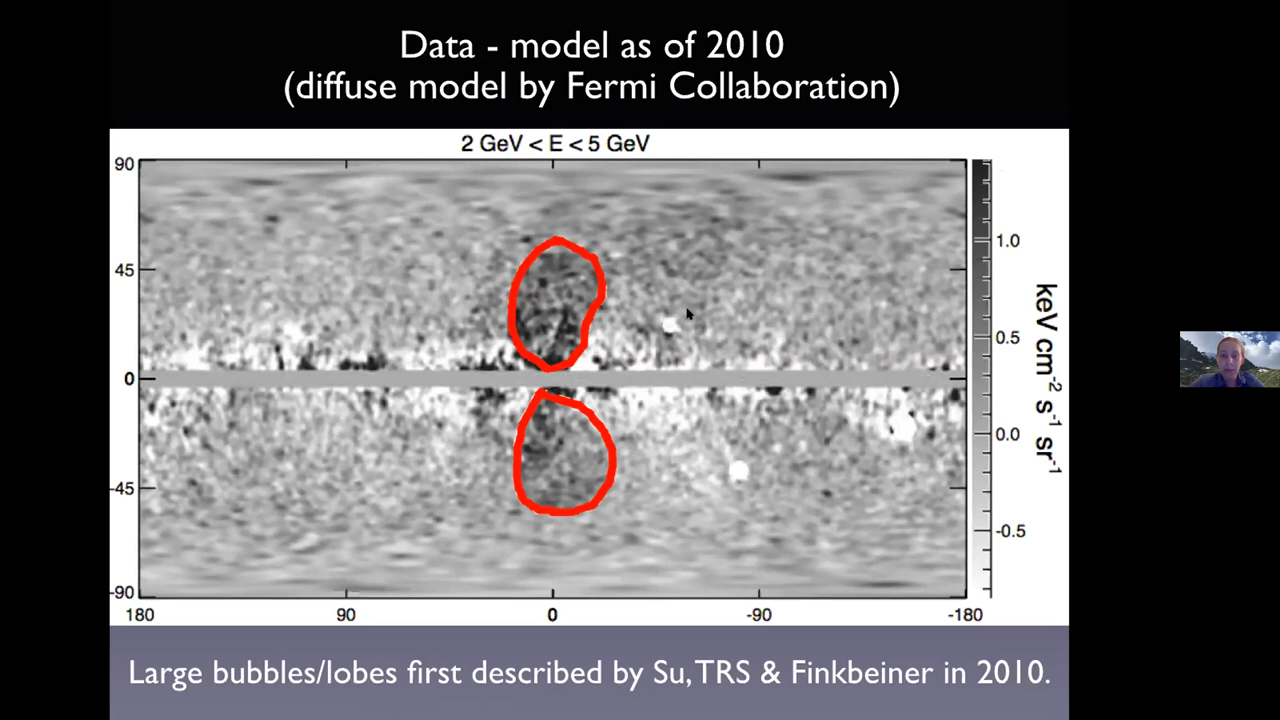 Data - model as of 2010
(diffuse model by Fermi Collaboration)
2 GeV < E < 5 GeV
90
45
0
-45
-90
180
90
0
-90
-180
1.0
0.5
0.0
-0.5
keV cm⁻² s⁻¹ sr⁻¹
Large bubbles/lobes first described by Su, TRS & Finkbeiner in 2010.